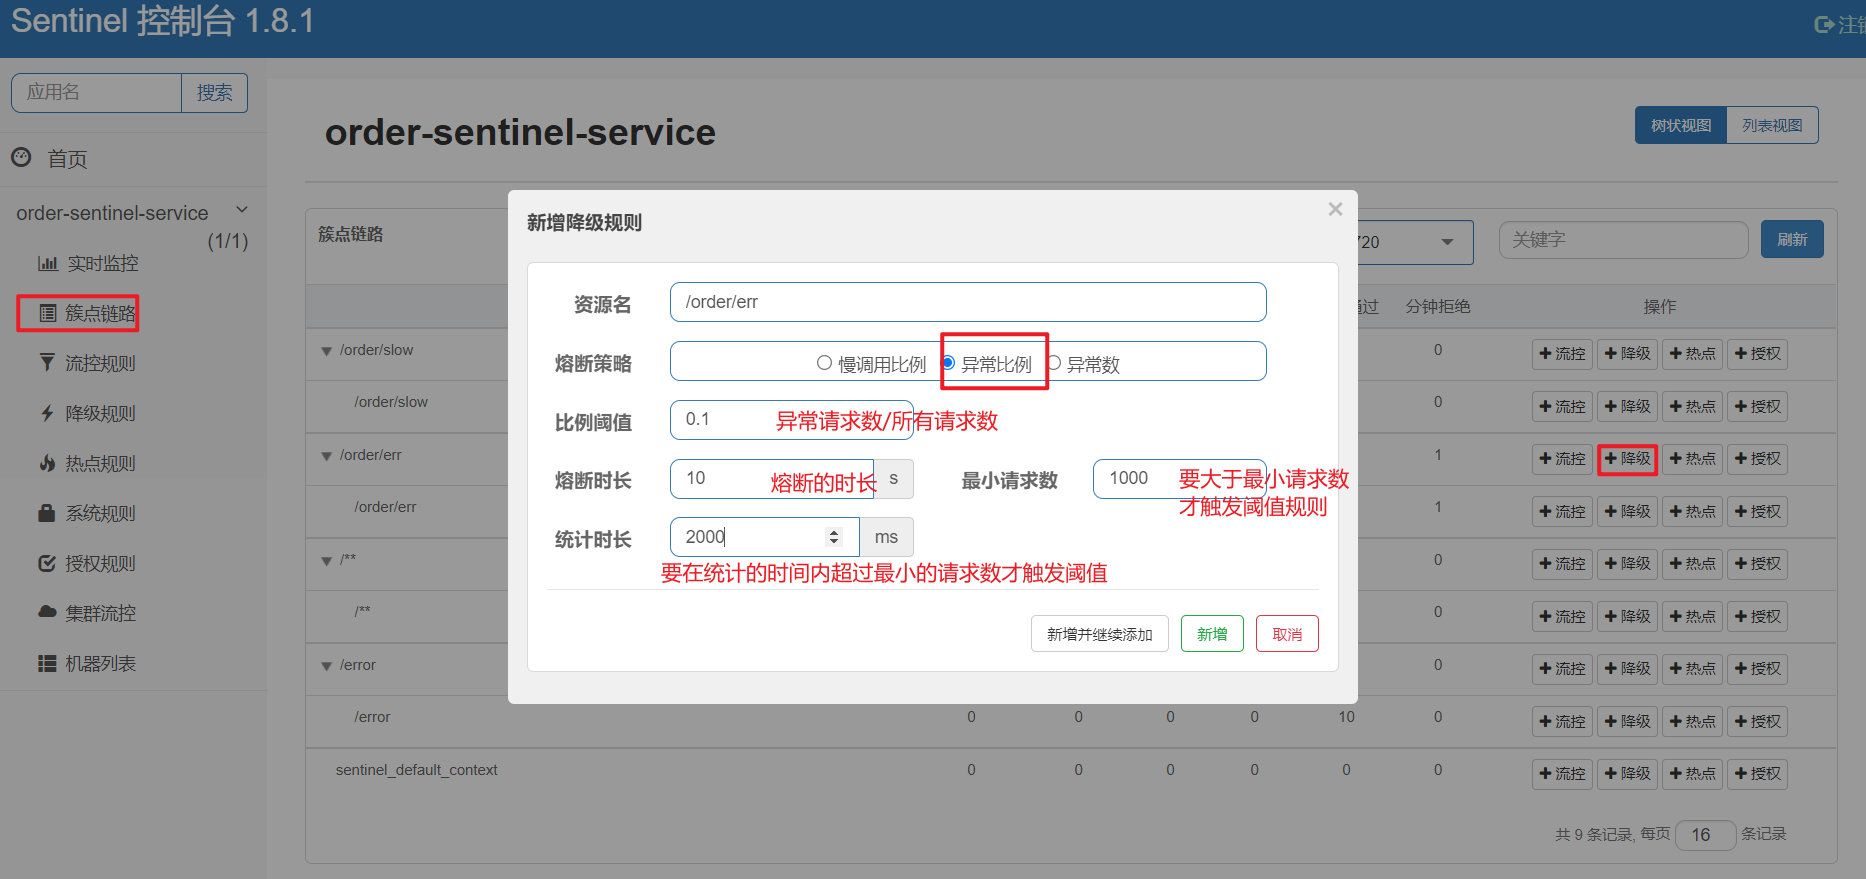 Sentinel 控制台 1.8.1
注销
应用名 搜索
首页
order-sentinel-service
(1/1)
实时监控
簇点链路
流控规则
降级规则
热点规则
系统规则
授权规则
集群流控
机器列表
order-sentinel-service
树状视图 列表视图
簇点链路
720 关键字 刷新
通过 分钟拒绝 操作
/order/slow 0 流控 降级 热点 授权
/order/slow 0 流控 降级 热点 授权
/order/err 1 流控 降级 热点 授权
/order/err 1 流控 降级 热点 授权
/** 0 流控 降级 热点 授权
/** 0 流控 降级 热点 授权
/error 0 流控 降级 热点 授权
/error 0 0 0 0 10 0 流控 降级 热点 授权
sentinel_default_context 0 0 0 0 0 0 流控 降级 热点 授权
共 9 条记录, 每页 16 条记录
新增降级规则 ×
资源名 /order/err
熔断策略 慢调用比例 异常比例 异常数
比例阈值 0.1 异常请求数/所有请求数
熔断时长 10 熔断的时长 s 最小请求数 1000 要大于最小请求数
才触发阈值规则
统计时长 2000 ms
要在统计的时间内超过最小的请求数才触发阈值
新增并继续添加 新增 取消